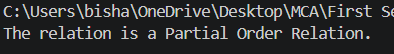 C:\Users\bisha\OneDrive\Desktop\MCA\First Se
The relation is a Partial Order Relation.